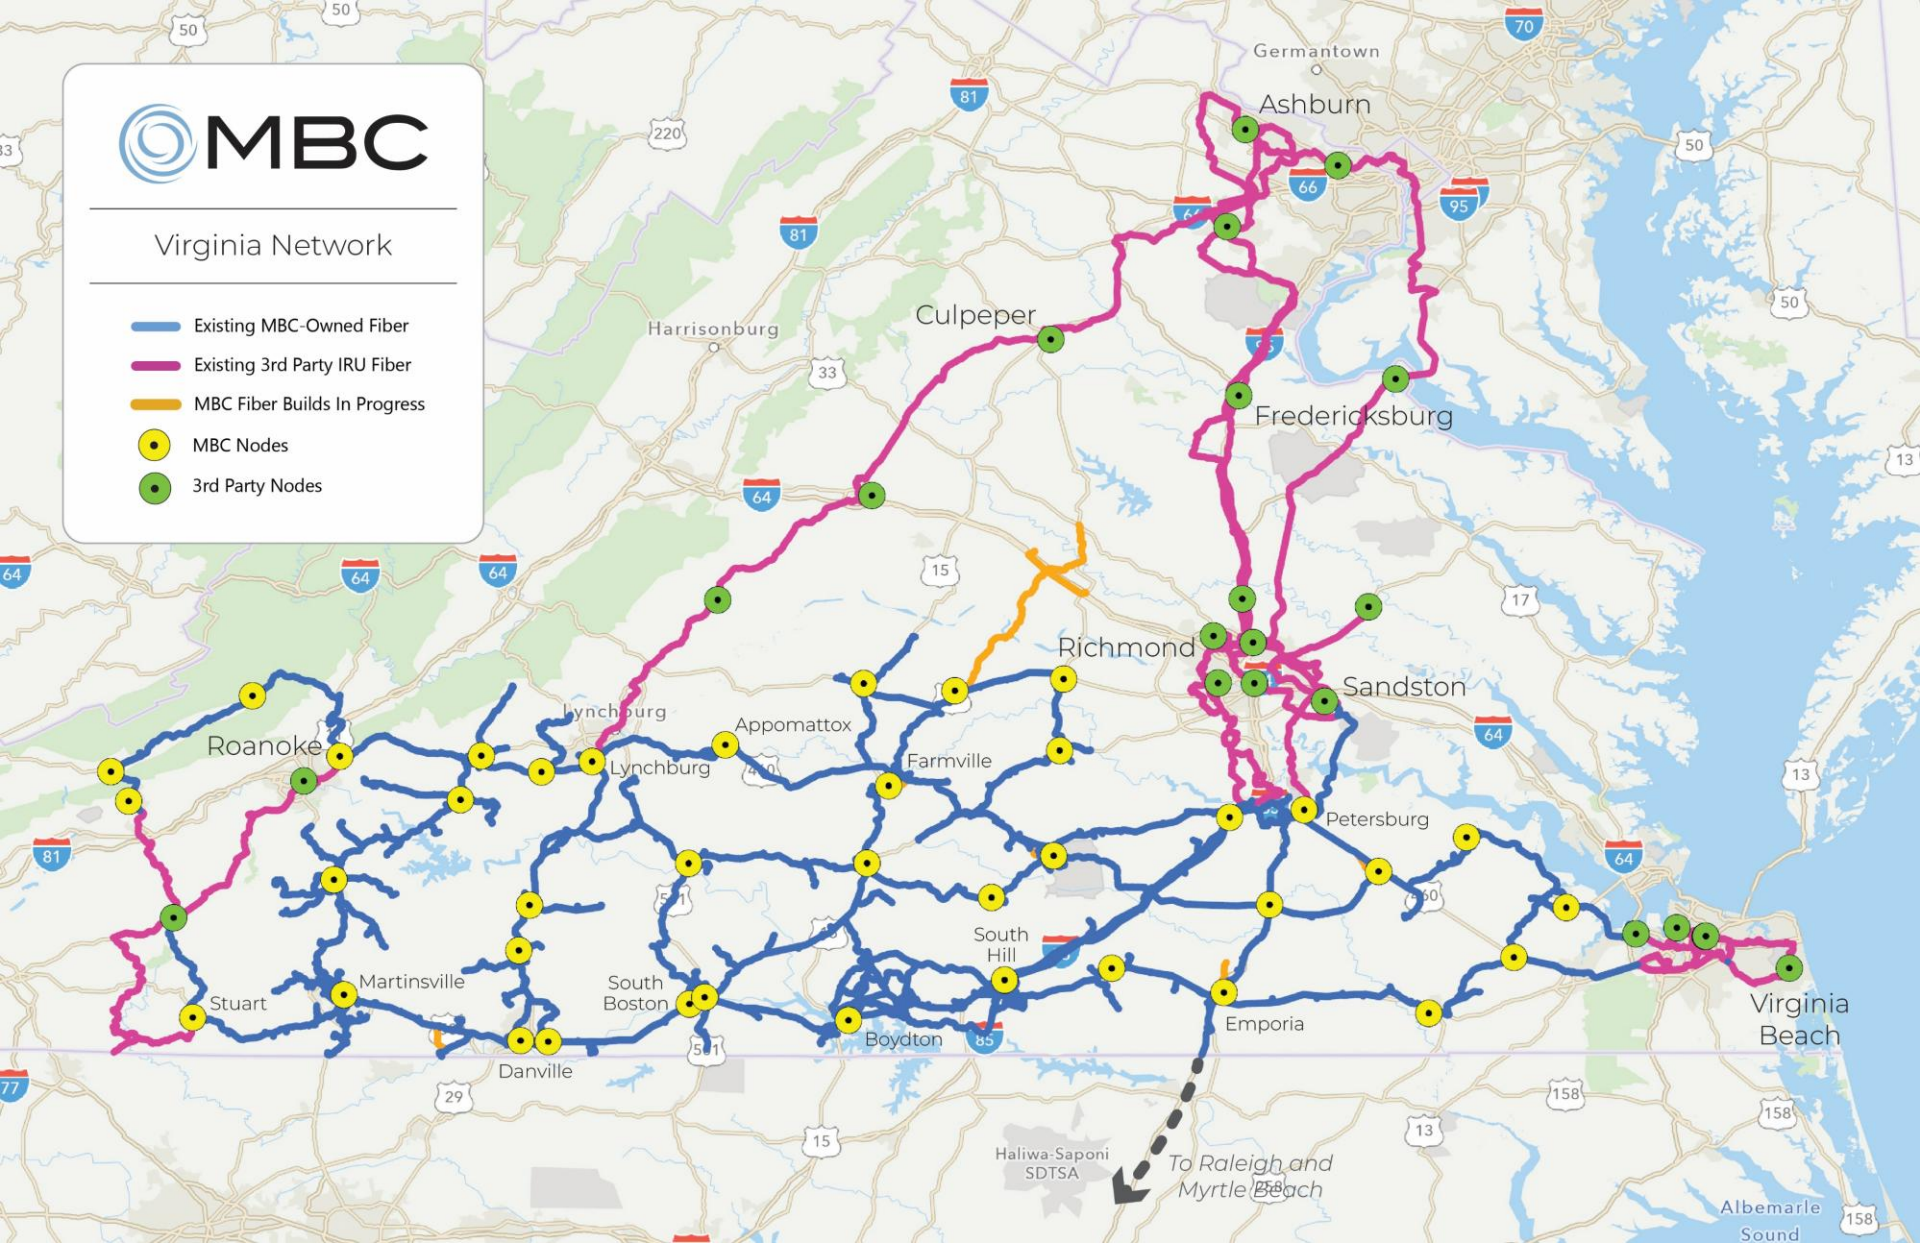 50
50
70
Germantown
81
Ashburn
MBC
220
50
33
66
66
95
Virginia Network
81
Culpeper
50
Existing MBC-Owned Fiber
Harrisonburg
Existing 3rd Party IRU Fiber
33
MBC Fiber Builds In Progress
Fredericksburg
MBC Nodes
13
3rd Party Nodes
64
64
64
64
15
17
Richmond
Sandston
Lynchburg
Appomattox
64
Roanoke
Lynchburg
Farmville
13
Petersburg
81
64
South
Hill
Martinsville
South
Boston
Stuart
Virginia
Beach
Emporia
Boydton
85
501
Danville
77
29
158
158
15
13
Haliwa-Saponi
SDTSA
To Raleigh and
Myrtle Beach
Albemarle
Sound
158